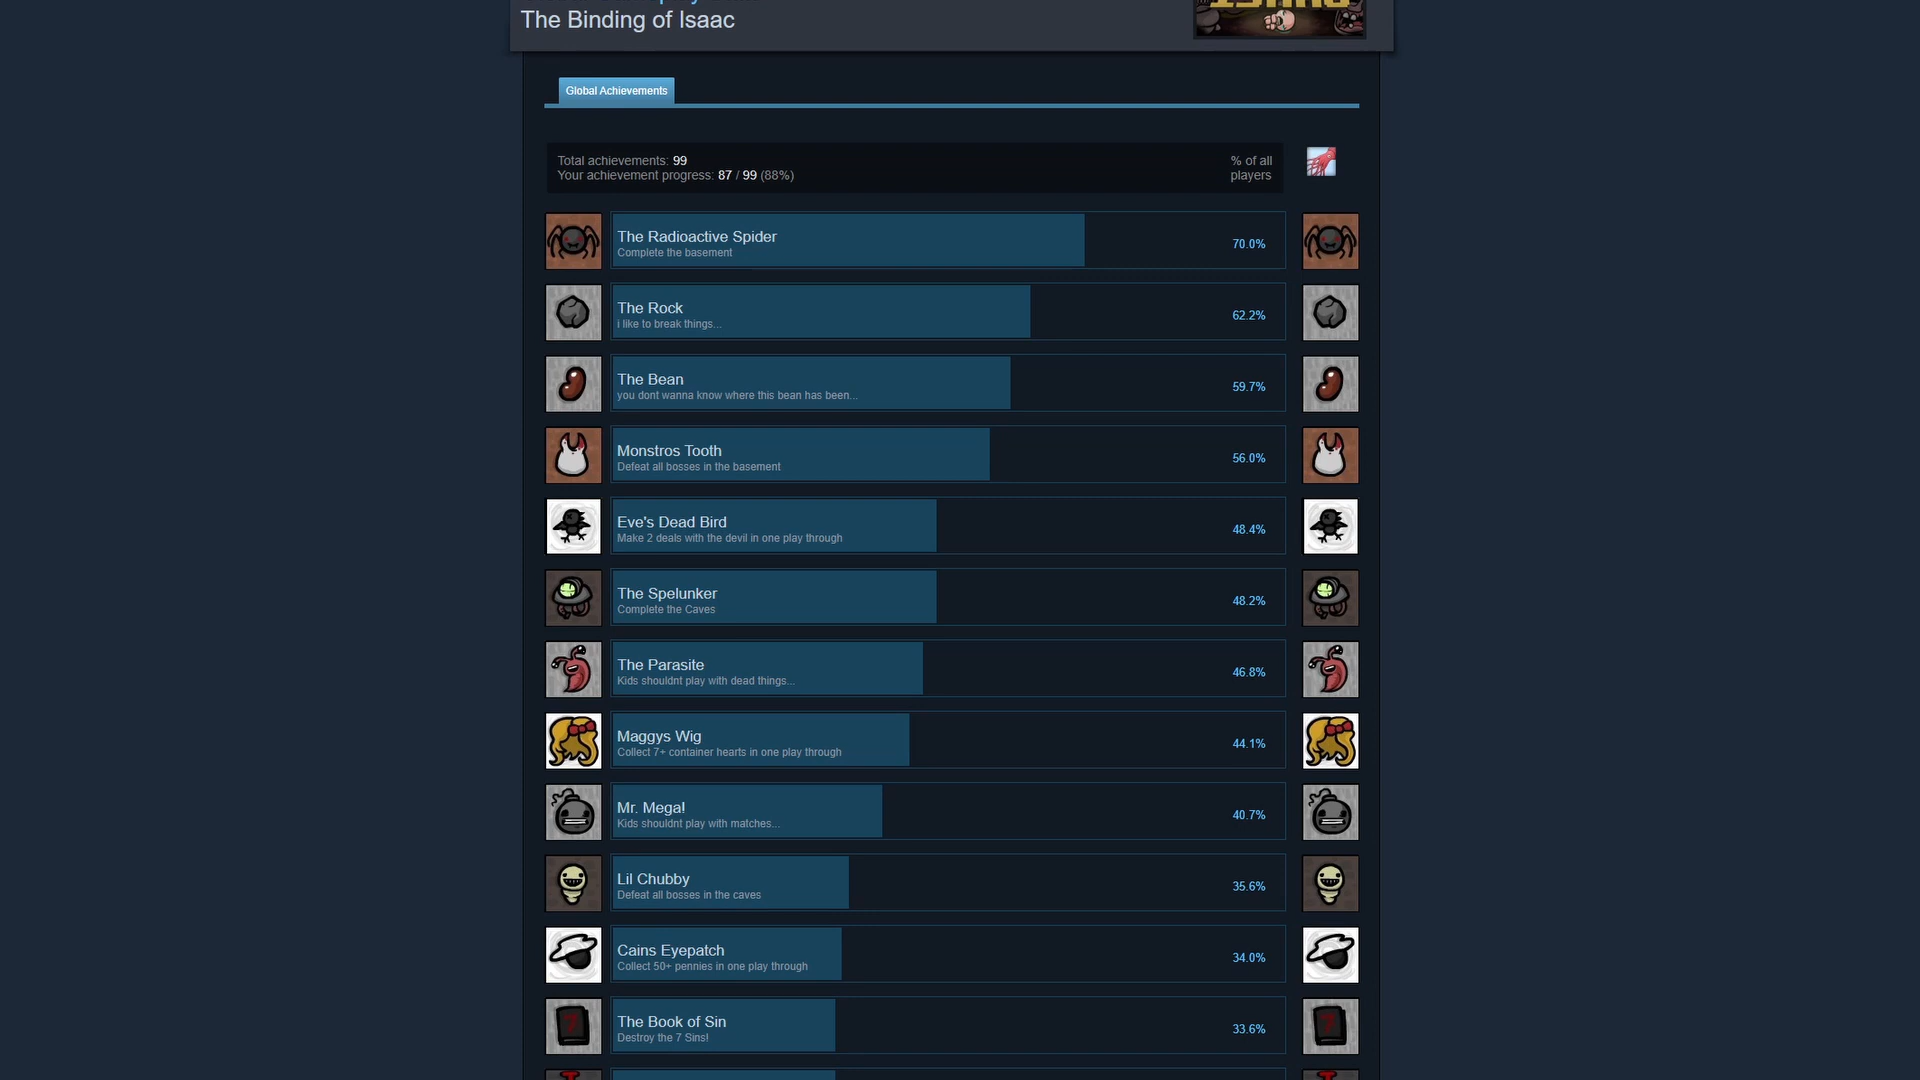 The Binding of Isaac
Global Achievements
Total achievements: 99
Your achievement progress: 87 / 99 (88%)
% of all
players
The Radioactive Spider
Complete the basement
70.0%
The Rock
i like to break things...
62.2%
The Bean
you dont wanna know where this bean has been...
59.7%
Monstros Tooth
Defeat all bosses in the basement
56.0%
Eve's Dead Bird
Make 2 deals with the devil in one play through
48.4%
The Spelunker
Complete the Caves
48.2%
The Parasite
Kids shouldnt play with dead things...
46.8%
Maggys Wig
Collect 7+ container hearts in one play through
44.1%
Mr. Mega!
Kids shouldnt play with matches...
40.7%
Lil Chubby
Defeat all bosses in the caves
35.6%
Cains Eyepatch
Collect 50+ pennies in one play through
34.0%
The Book of Sin
Destroy the 7 Sins!
33.6%